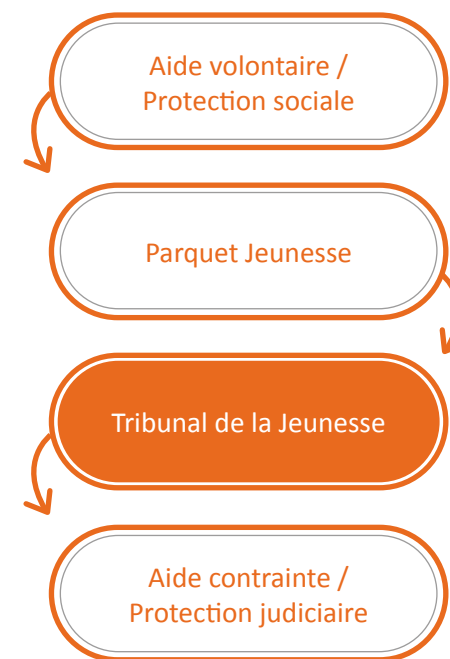 Aide volontaire /
Protection sociale
Parquet Jeunesse
Tribunal de la Jeunesse
Aide contrainte /
Protection judiciaire